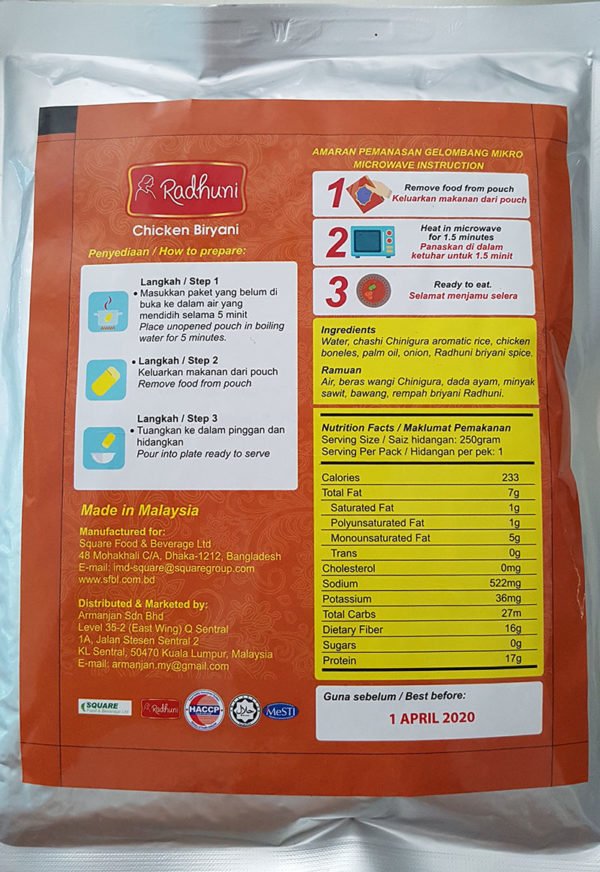 Radhuni
Chicken Biryani
Penyediaan / How to prepare:
Langkah / Step 1
• Masukkan paket yang belum di
buka ke dalam air yang
mendidih selama 5 minit
Place unopened pouch in boiling
water for 5 minutes.
• Langkah / Step 2
Keluarkan makanan dari pouch
Remove food from pouch
Langkah / Step 3
• Tuangkan ke dalam pinggan dan
hidangkan
Pour into plate ready to serve
Made in Malaysia
Manufactured for:
Square Food & Beverage Ltd
48 Mohakhali C/A, Dhaka-1212, Bangladesh
E-mail: imd-square@squaregroup.com
www.sfbl.com.bd
Distributed & Marketed by:
Armanjan Sdn Bhd
Level 35-2 (East Wing) Q Sentral
1A, Jalan Stesen Sentral 2
KL Sentral, 50470 Kuala Lumpur, Malaysia
E-mail: armanjan.my@gmail.com
SQUARE
Food & Beverage Ltd
Radhuni
HACCP
حلال
MeSTI
AMARAN PEMANASAN GELOMBANG MIKRO
MICROWAVE INSTRUCTION
1 Remove food from pouch
Keluarkan makanan dari pouch
2 Heat in microwave
for 1.5 minutes
Panaskan di dalam
ketuhar untuk 1.5 minit
3 Ready to eat.
Selamat menjamu selera
Ingredients
Water, chashi Chinigura aromatic rice, chicken
boneles, palm oil, onion, Radhuni briyani spice.
Ramuan
Air, beras wangi Chinigura, dada ayam, minyak
sawit, bawang, rempah briyani Radhuni.
Nutrition Facts / Maklumat Pemakanan
Serving Size / Saiz hidangan: 250gram
Serving Per Pack / Hidangan per pek: 1
Calories 233
Total Fat 7g
Saturated Fat 1g
Polyunsaturated Fat 1g
Monounsaturated Fat 5g
Trans 0g
Cholesterol 0mg
Sodium 522mg
Potassium 36mg
Total Carbs 27m
Dietary Fiber 16g
Sugars 0g
Protein 17g
Guna sebelum / Best before:
1 APRIL 2020